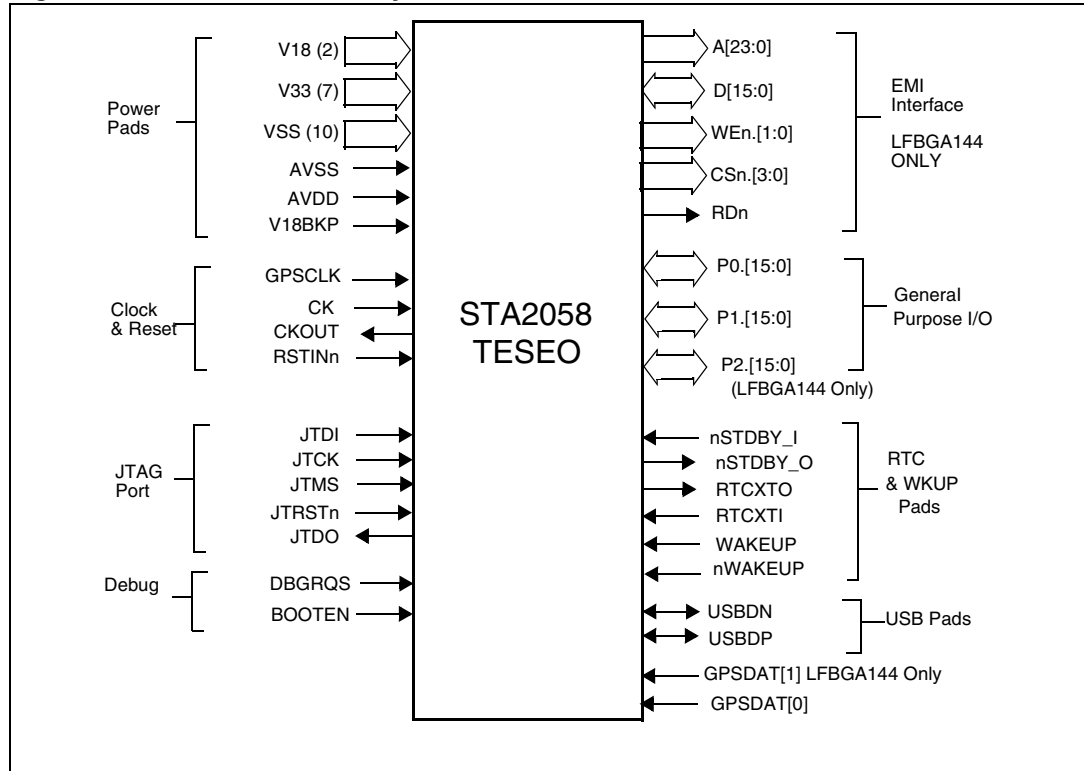 Power
Pads
V18 (2)
V33 (7)
VSS (10)
AVSS
AVDD
V18BKP
Clock
& Reset
GPSCLK
CK
CKOUT
RSTINn
JTAG
Port
JTDI
JTCK
JTMS
JTRSTn
JTDO
Debug
DBGRQS
BOOTEN
STA2058
TESEO
A[23:0]
D[15:0]
WEn.[1:0]
CSn.[3:0]
RDn
EMI
Interface
LFBGA144
ONLY
P0.[15:0]
P1.[15:0]
P2.[15:0]
(LFBGA144 Only)
General
Purpose I/O
nSTDBY_I
nSTDBY_O
RTCXTO
RTCXTI
WAKEUP
nWAKEUP
RTC
& WKUP
Pads
USBDN
USBDP
USB Pads
GPSDAT[1] LFBGA144 Only
GPSDAT[0]